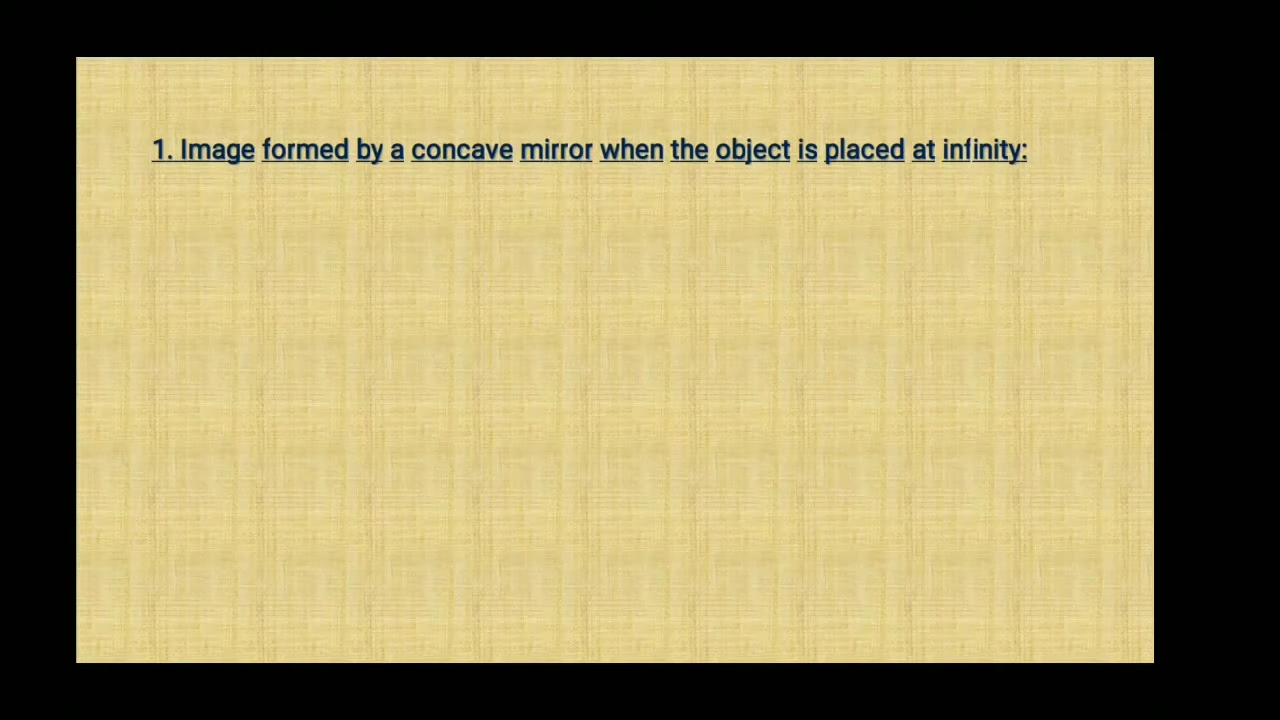 1. Image formed by a concave mirror when the object is placed at infinity: